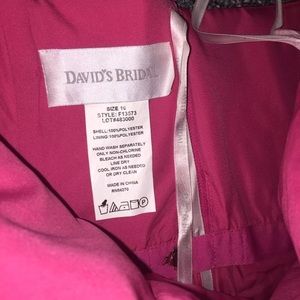 DAVID'S BRIDAL
SIZE 16
STYLE: F13573
LOT#483000
SHELL: 100%POLYESTER
LINING: 100%POLYESTER
HAND WASH SEPARATELY
ONLY NON-CHLORINE
BLEACH AS NEEDED
LINE DRY
COOL IRON AS NEEDED
OR DRY CLEAN
MADE IN CHINA